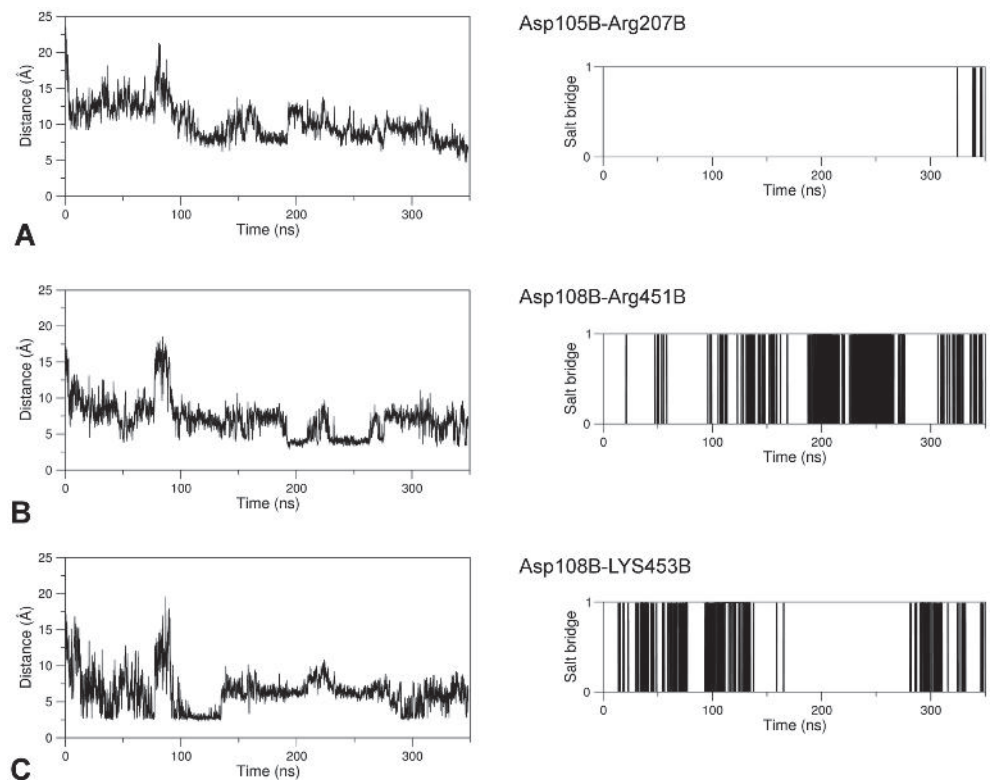 Distance (Å)
25
20
15
10
5
0
0
100
200
300
Time (ns)
A
Asp105B-Arg207B
Salt bridge
1
0
0
100
200
300
Time (ns)
Distance (Å)
25
20
15
10
5
0
0
100
200
300
Time (ns)
B
Asp108B-Arg451B
Salt bridge
1
0
0
100
200
300
Time (ns)
Distance (Å)
25
20
15
10
5
0
0
100
200
300
Time (ns)
C
Asp108B-LYS453B
Salt bridge
1
0
0
100
200
300
Time (ns)